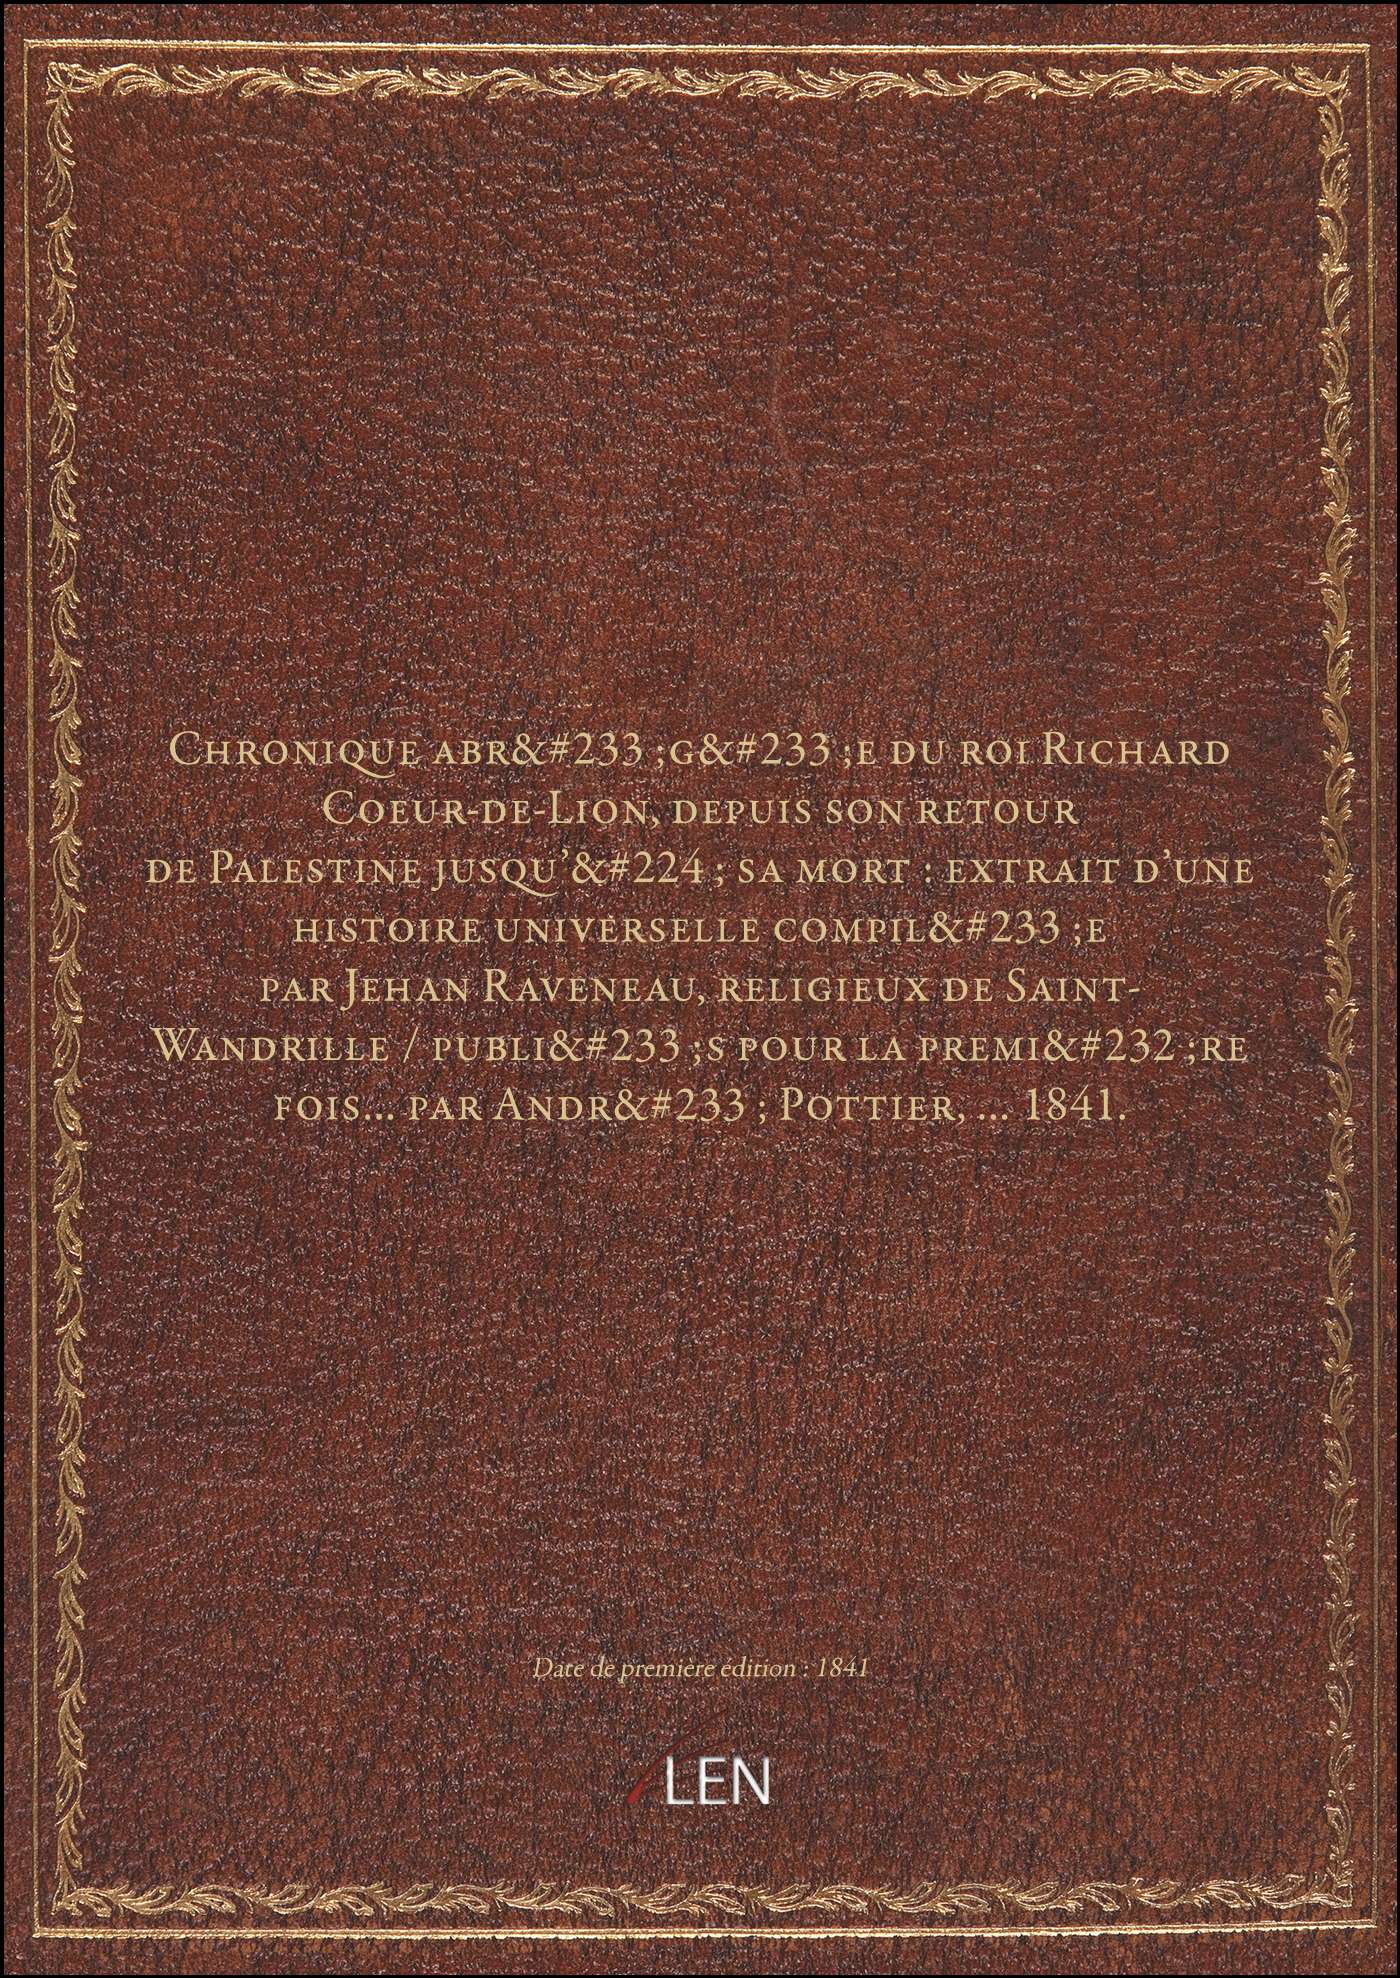 Chronique abr&#233 ;g&#233 ;e du roi Richard
Coeur-de-Lion, depuis son retour
de Palestine jusqu’&#224 ; sa mort : extrait d’une
histoire universelle compil&#233 ;e
par Jehan Raveneau, religieux de Saint-
Wandrille / publi&#233 ;s pour la premi&#232 ;re
fois... par Andr&#233 ; Pottier, ... 1841.
Date de première édition : 1841
LEN